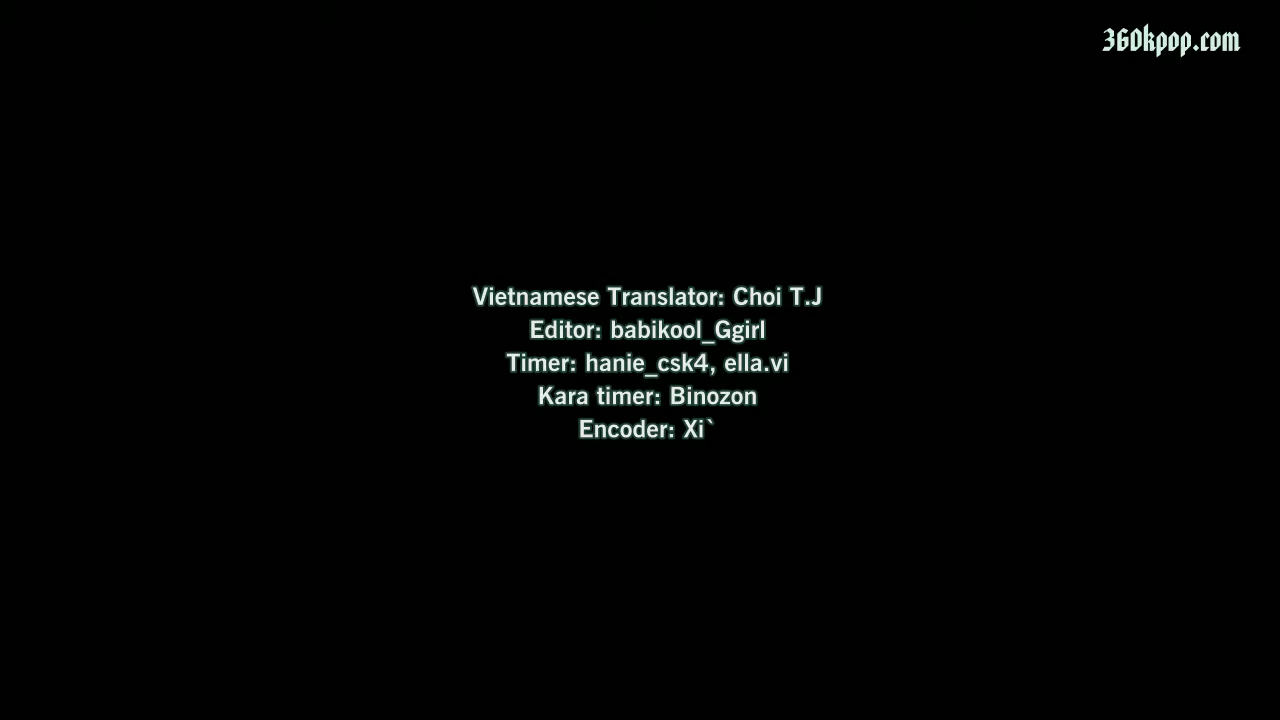 360kpop.com
Vietnamese Translator: Choi T.J
Editor: babikool_Ggirl
Timer: hanie_csk4, ella.vi
Kara timer: Binozon
Encoder: Xi`